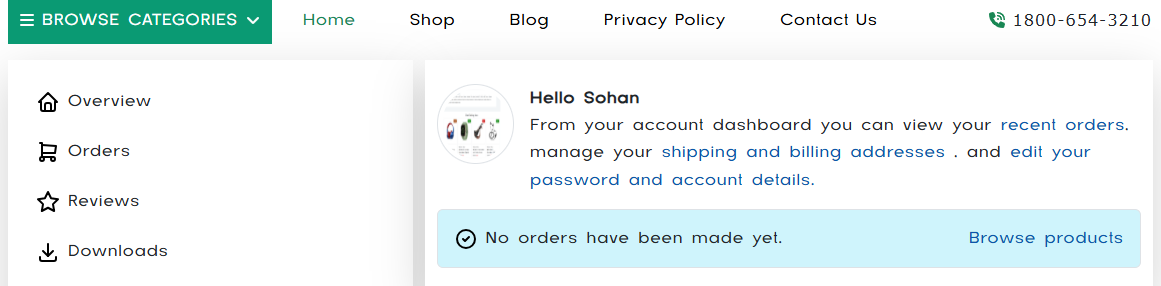 BROWSE CATEGORIES
Home
Shop
Blog
Privacy Policy
Contact Us
1800-654-3210
Overview
Orders
Reviews
Downloads
Hello Sohan
From your account dashboard you can view your recent orders.
manage your shipping and billing addresses . and edit your
password and account details.
No orders have been made yet.
Browse products